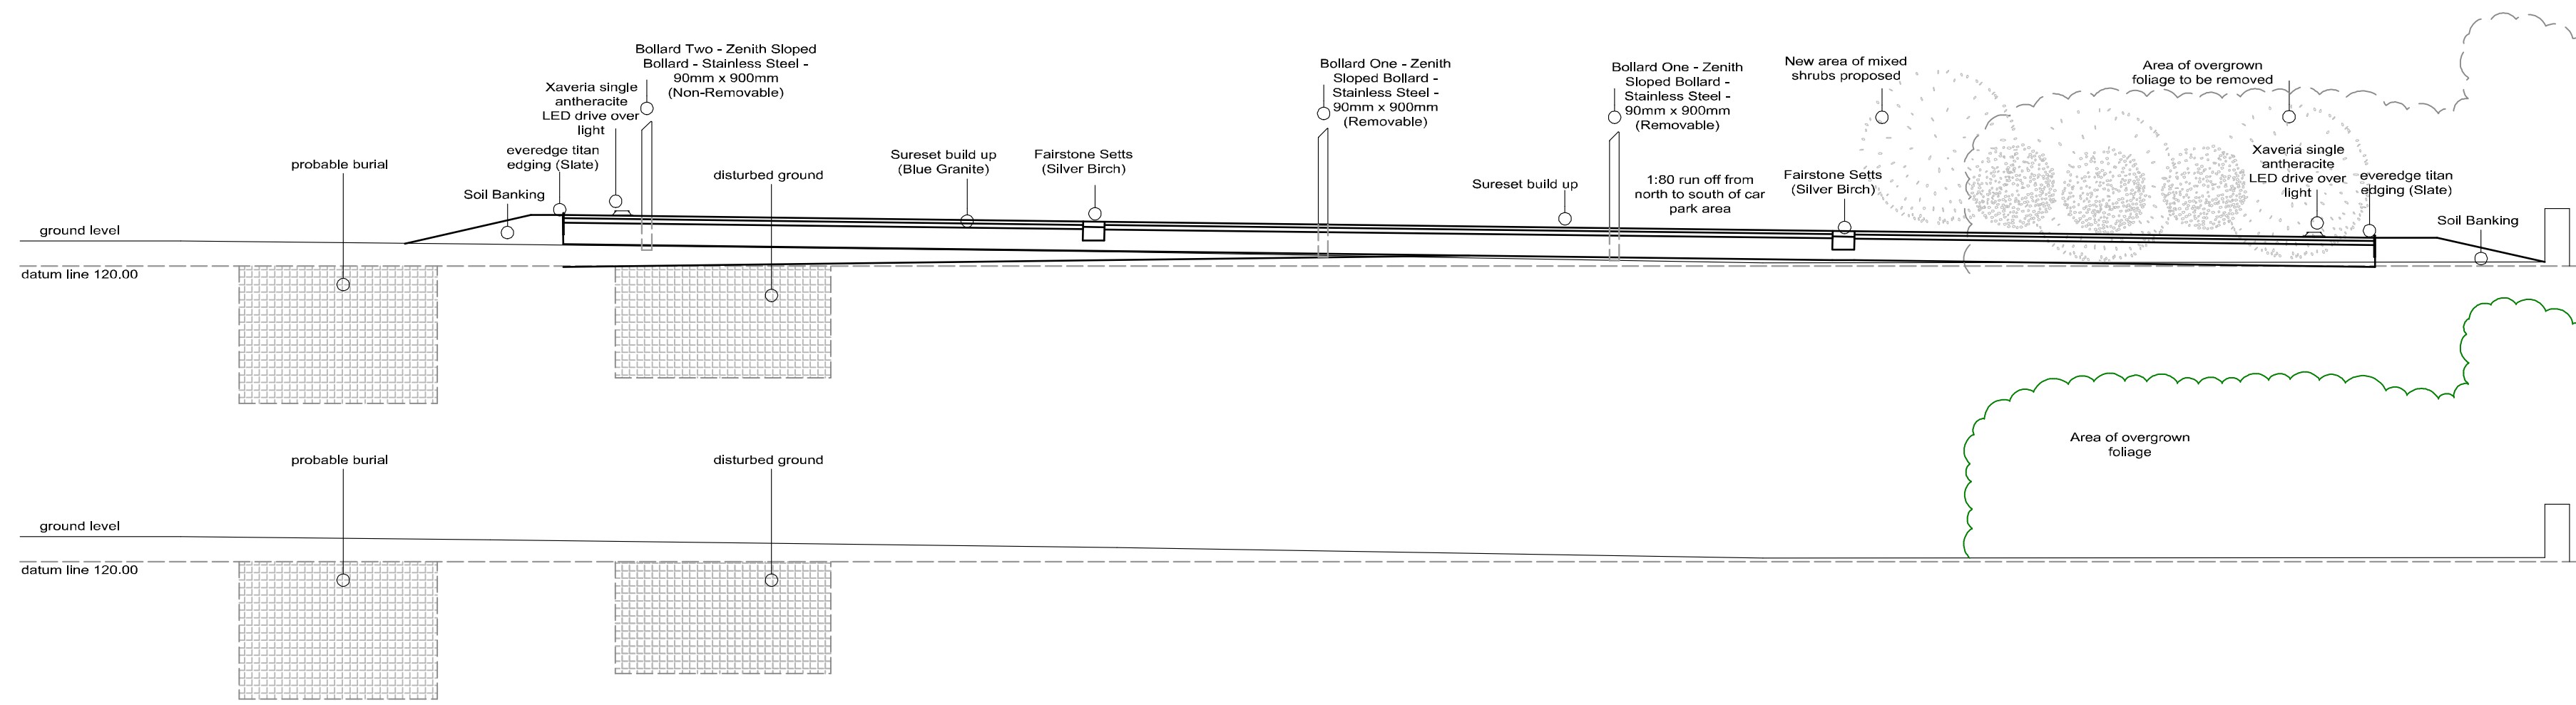 Bollard Two - Zenith Sloped
Bollard - Stainless Steel -
90mm x 900mm
(Non-Removable)
Xaveria single
antheracite
LED drive over
light
everedge titan
edging (Slate)
probable burial
Soil Banking
disturbed ground
Sureset build up
(Blue Granite)
Fairstone Setts
(Silver Birch)
Bollard One - Zenith
Sloped Bollard -
Stainless Steel -
90mm x 900mm
(Removable)
Sureset build up
Bollard One - Zenith
Sloped Bollard -
Stainless Steel -
90mm x 900mm
(Removable)
1:80 run off from
north to south of car
park area
New area of mixed
shrubs proposed
Fairstone Setts
(Silver Birch)
Area of overgrown
foliage to be removed
Xaveria single
antheracite
LED drive over
light
everedge titan
edging (Slate)
Soil Banking
ground level
datum line 120.00
probable burial
disturbed ground
Area of overgrown
foliage
ground level
datum line 120.00